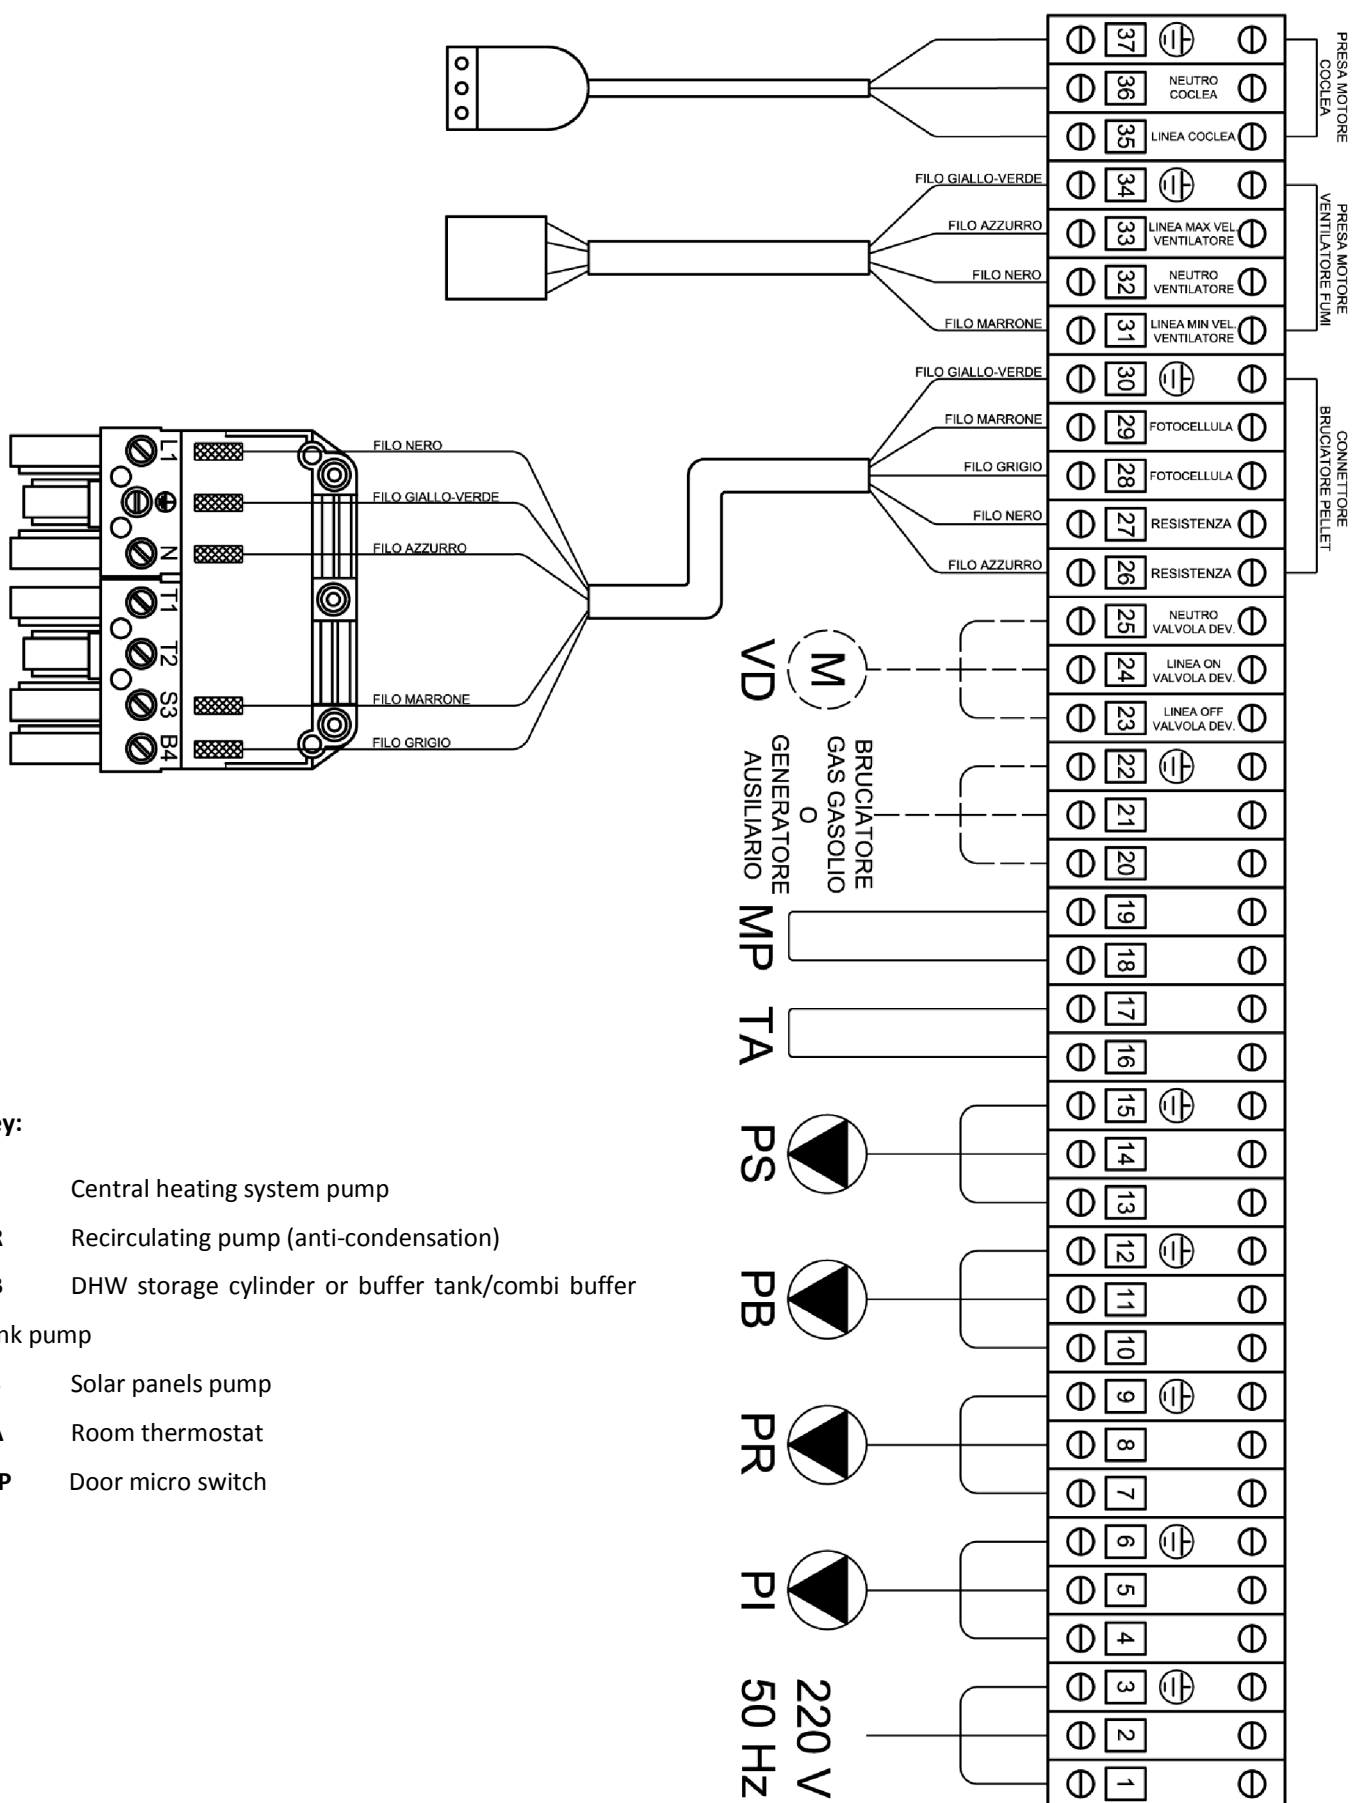 PRESA MOTORE
COCLEA
37
36 NEUTRO
COCLEA
35 LINEA COCLEA
PRESA MOTORE
VENTILATORE FUMI
FILO GIALLO-VERDE 34
FILO AZZURRO 33 LINEA MAX VEL.
VENTILATORE
FILO NERO 32 NEUTRO
VENTILATORE
FILO MARRONE 31 LINEA MIN VEL.
VENTILATORE
CONNETTORE
BRUCIATORE PELLET
FILO GIALLO-VERDE 30
FILO MARRONE 29 FOTOCELLULA
FILO GRIGIO 28 FOTOCELLULA
FILO NERO 27 RESISTENZA
FILO AZZURRO 26 RESISTENZA
L1 FILO NERO
FILO GIALLO-VERDE
N FILO AZZURRO
T1
T2
S3 FILO MARRONE
B4 FILO GRIGIO
25 NEUTRO
VALVOLA DEV.
24 LINEA ON
VALVOLA DEV.
23 LINEA OFF
VALVOLA DEV.
M
VD
22
21
20
BRUCIATORE
GAS GASOLIO
O
GENERATORE
AUSILIARIO
19
18
MP
17
16
TA
15
14
13
PS
12
11
10
PB
9
8
7
PR
6
5
4
PI
3
2
1
220 V
50 Hz
ey:
Central heating system pump
R Recirculating pump (anti-condensation)
B DHW storage cylinder or buffer tank/combi buffer
nk pump
Solar panels pump
A Room thermostat
P Door micro switch